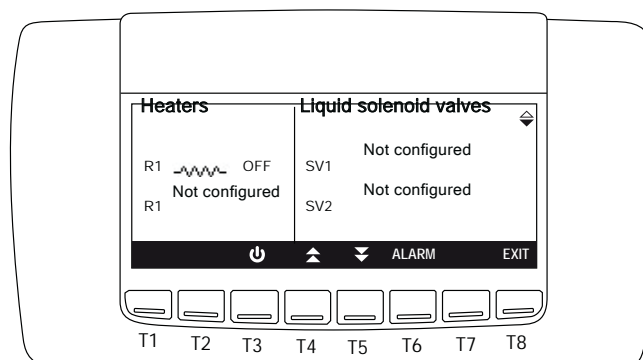 Heaters
Liquid solenoid valves
R1 OFF
Not configured
R1
SV1
Not configured
SV2
Not configured
ALARM EXIT
T1 T2 T3 T4 T5 T6 T7 T8